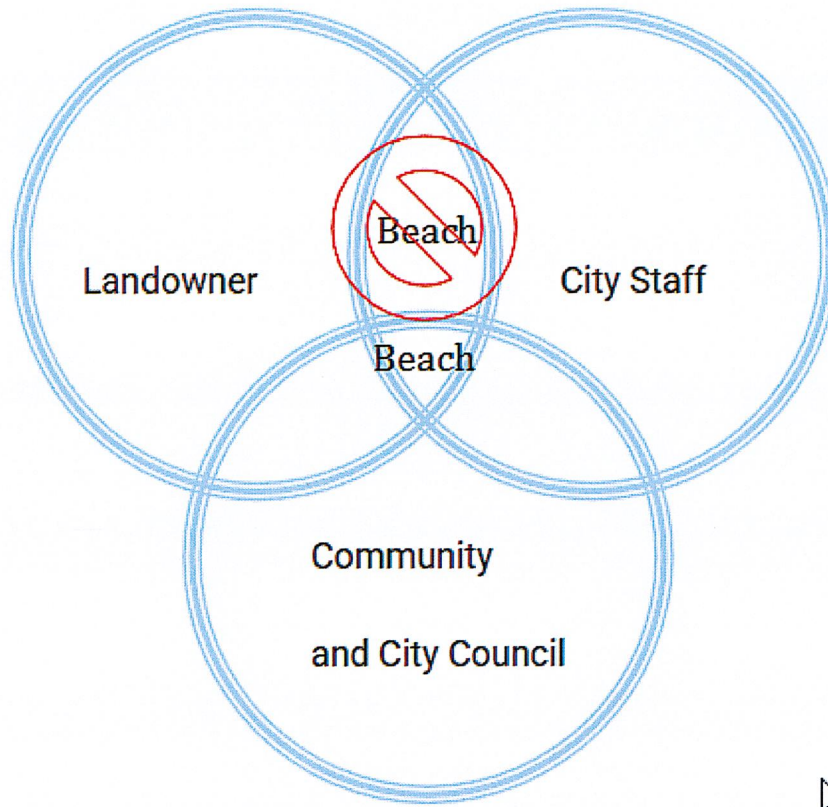 Beach
Landowner
City Staff
Beach
Community
and City Council